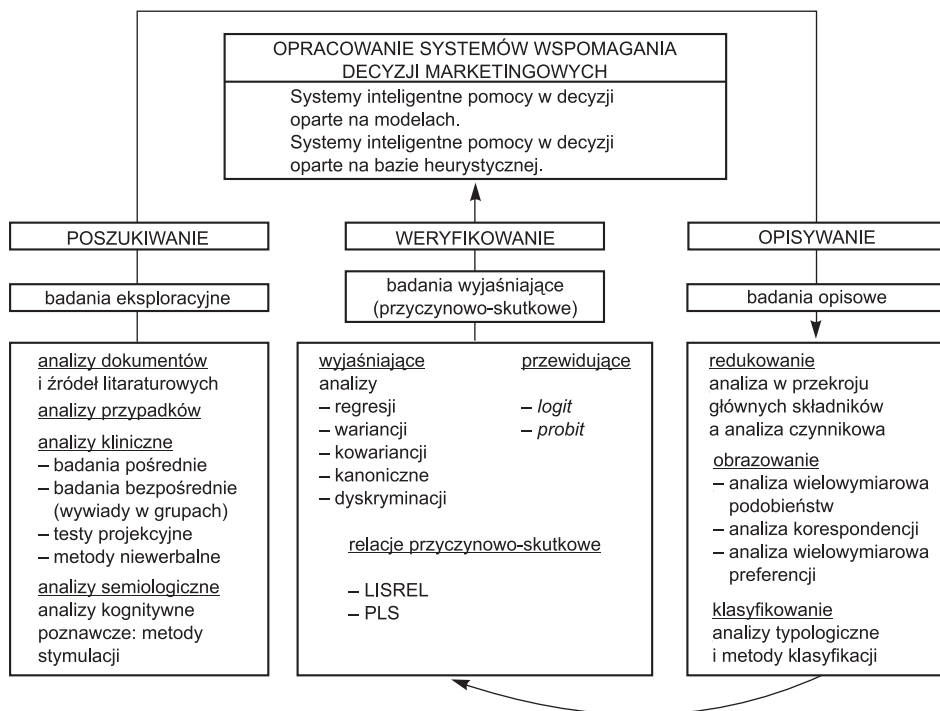 OPRACOWANIE SYSTEMÓW WSPOMAGANIA
DECYZJI MARKETINGOWYCH
Systemy inteligentne pomocy w decyzji
oparte na modelach.
Systemy inteligentne pomocy w decyzji
oparte na bazie heurystycznej.
POSZUKIWANIE
badania eksploracyjne
analizy dokumentów
i źródeł litaraturowych
analizy przypadków
analizy kliniczne
– badania pośrednie
– badania bezpośrednie
(wywiady w grupach)
– testy projekcyjne
– metody niewerbalne
analizy semiologiczne
analizy kognitywne
poznawcze: metody
stymulacji
WERYFIKOWANIE
badania wyjaśniające
(przyczynowo-skutkowe)
wyjaśniające
analizy
– regresji
– wariancji
– kowariancji
– kanoniczne
– dyskryminacji
przewidujące
– logit
– probit
relacje przyczynowo-skutkowe
– LISREL
– PLS
OPISYWANIE
badania opisowe
redukowanie
analiza w przekroju
głównych składników
a analiza czynnikowa
obrazowanie
– analiza wielowymiarowa
podobieństw
– analiza korespondencji
– analiza wielowymiarowa
preferencji
klasyfikowanie
analizy typologiczne
i metody klasyfikacji